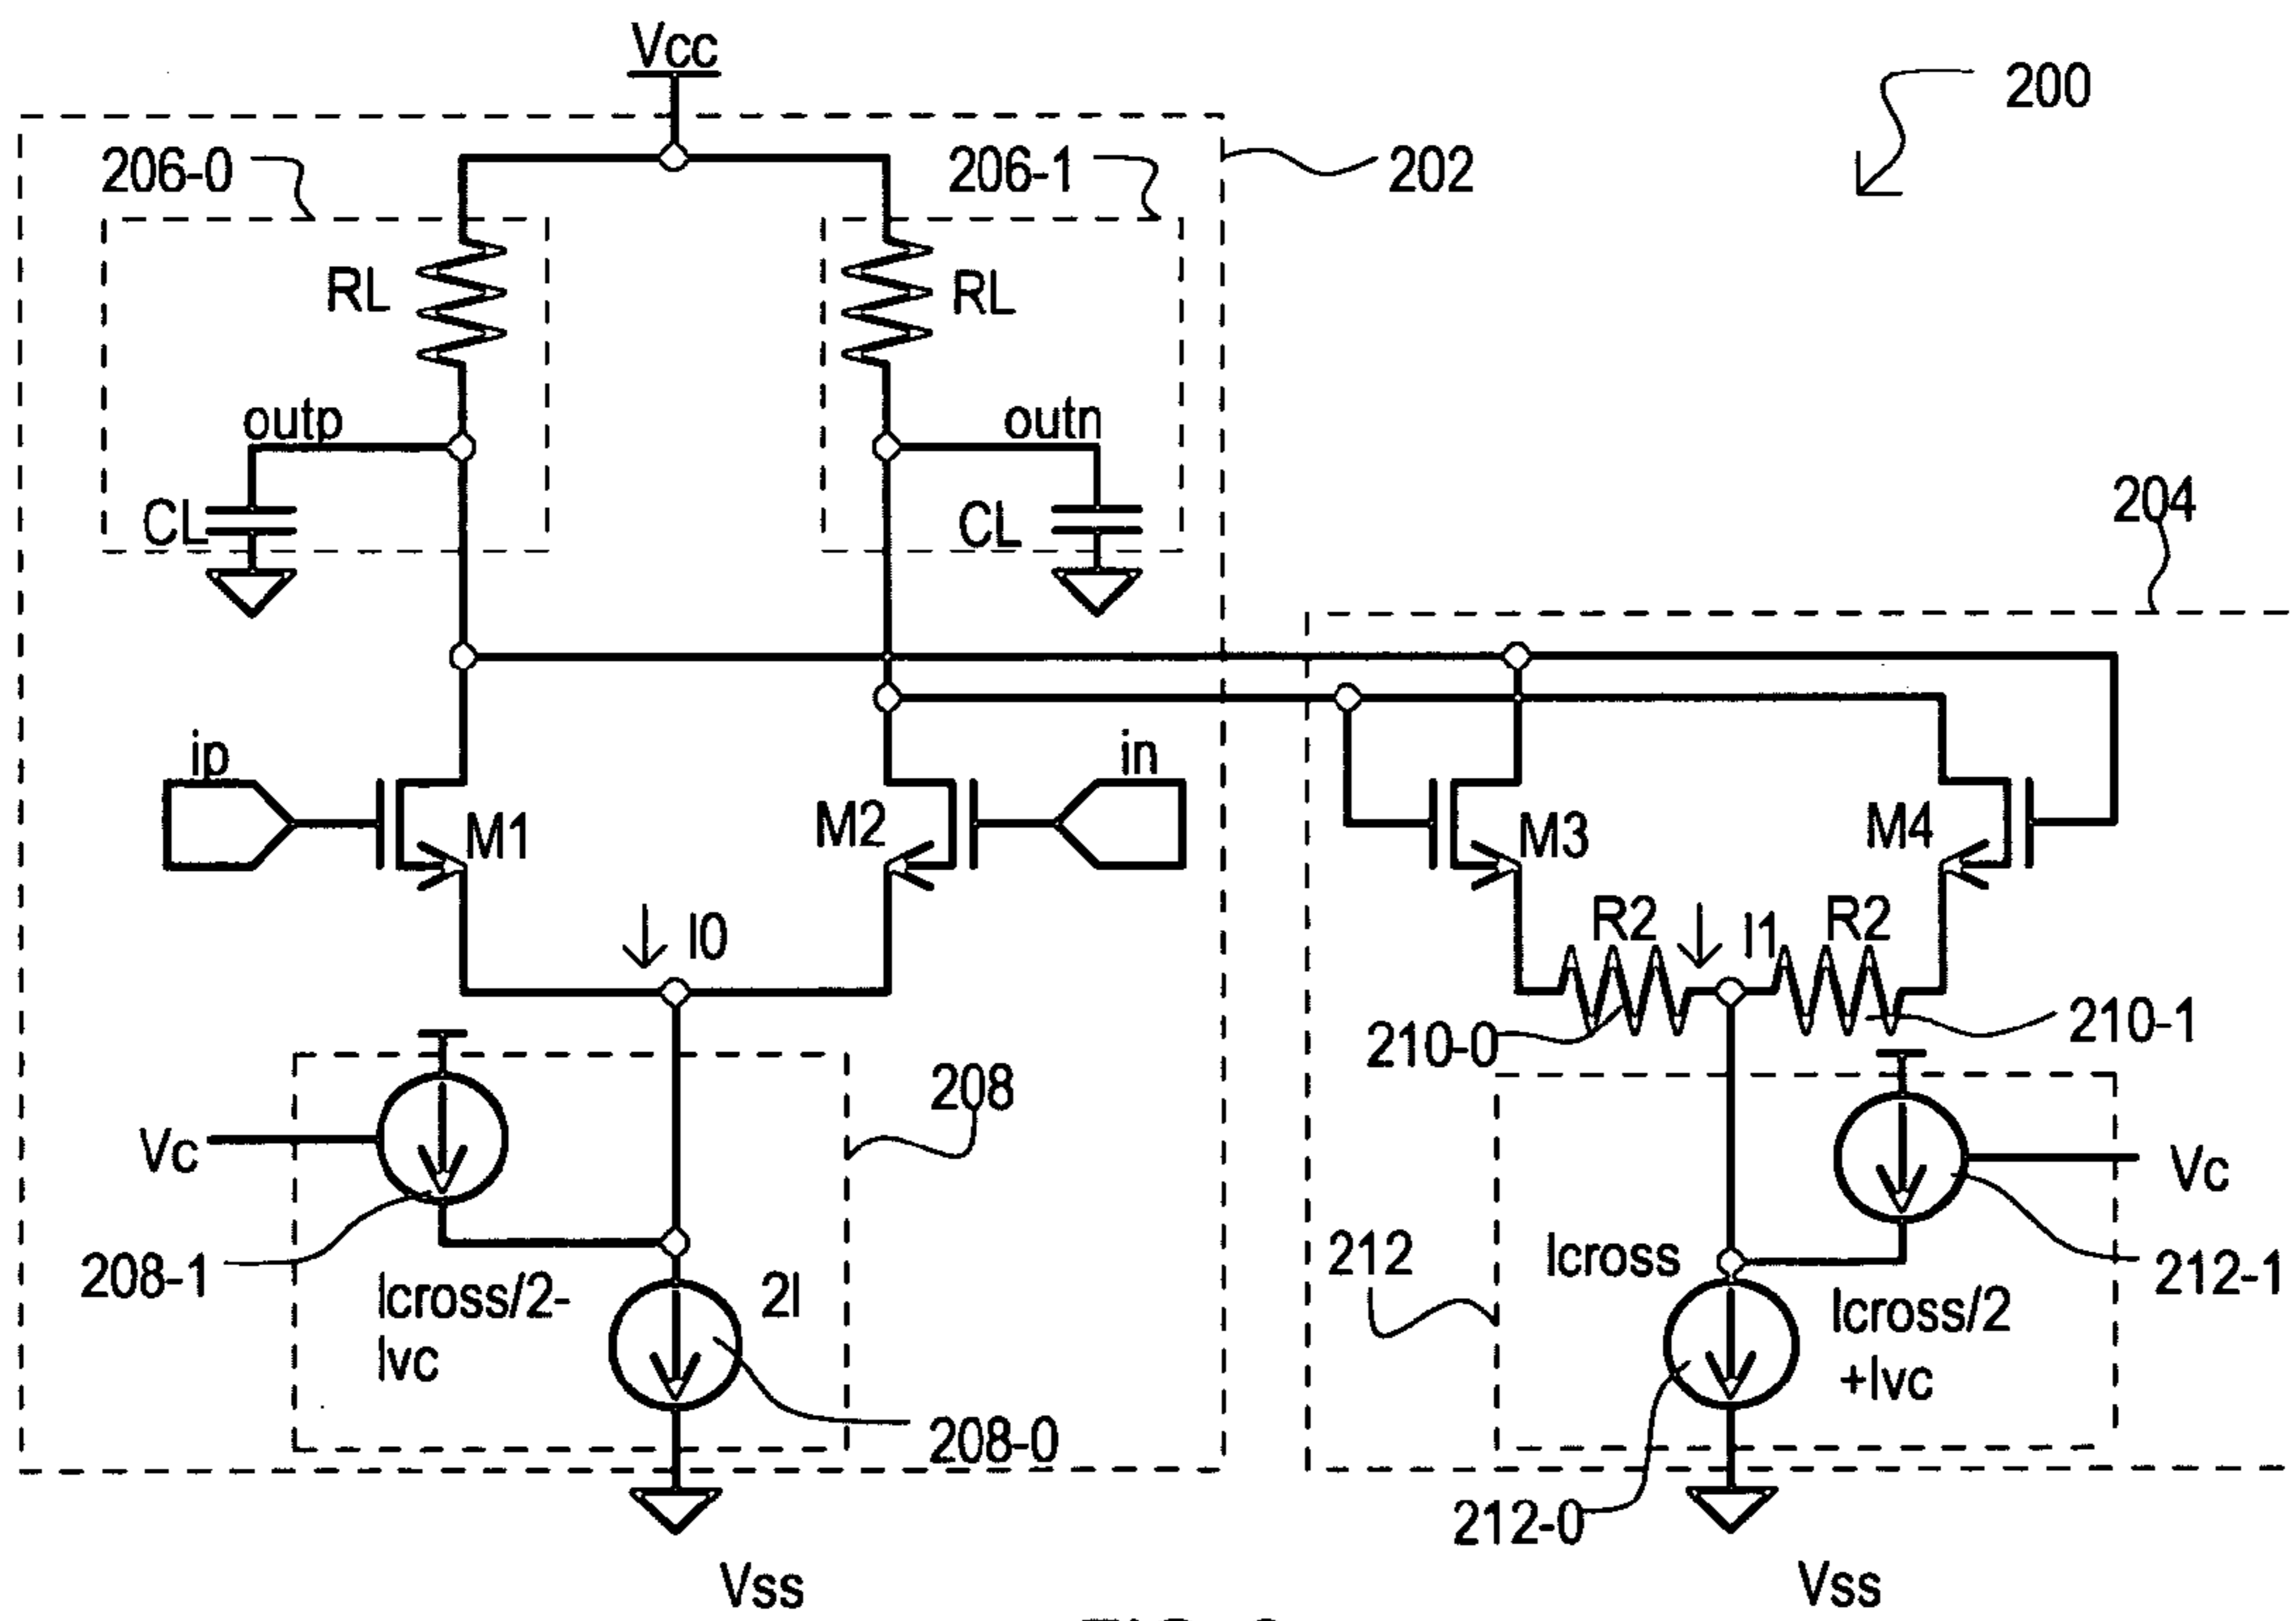 Vcc
200
206-0
206-1
202
RL
RL
outp
outn
CL
CL
204
ip
in
M1
M2
M3
M4
I0
R2
I1
R2
210-0
210-1
208
Vc
Vc
208-1
Icross/2-
Ivc
2I
212
Icross
Icross/2
+Ivc
212-1
208-0
212-0
Vss
Vss